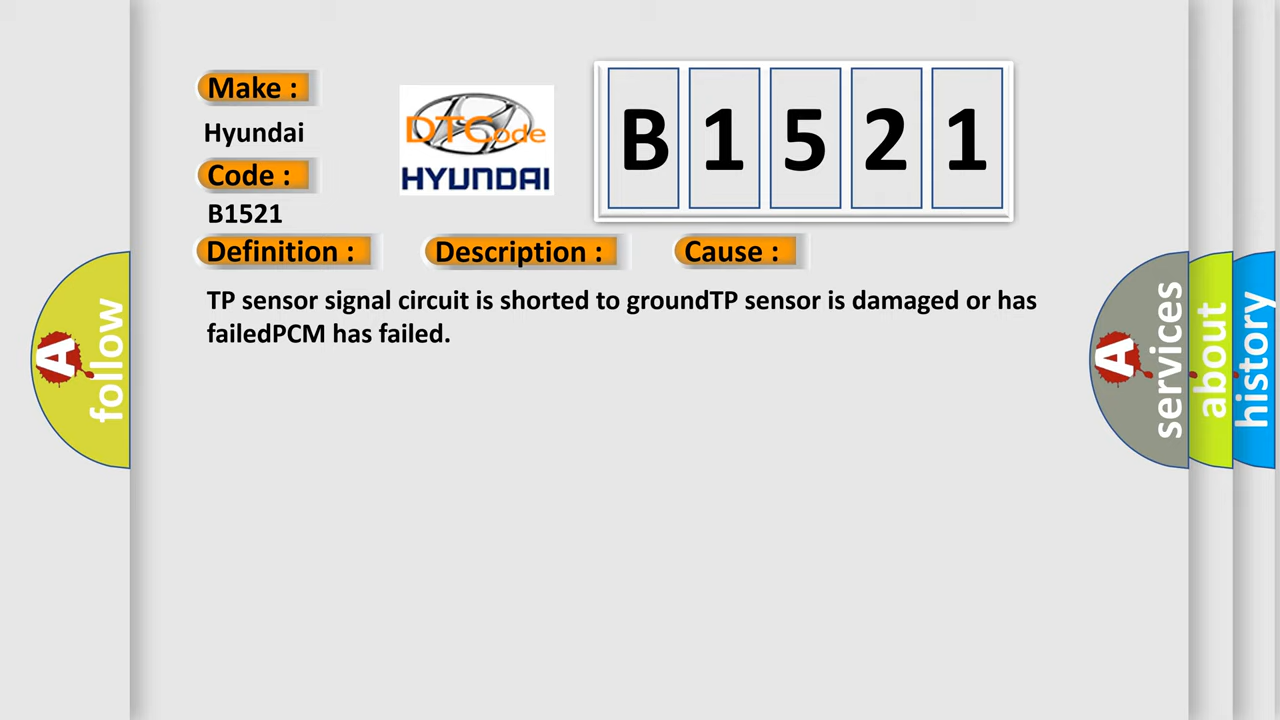 Make :
Hyundai
Code :
B1521
DTCode
HYUNDAI
B 1 5 2 1
Definition :
Description :
Cause :
TP sensor signal circuit is shorted to groundTP sensor is damaged or has
failedPCM has failed.
A
follow
A
services
about
history